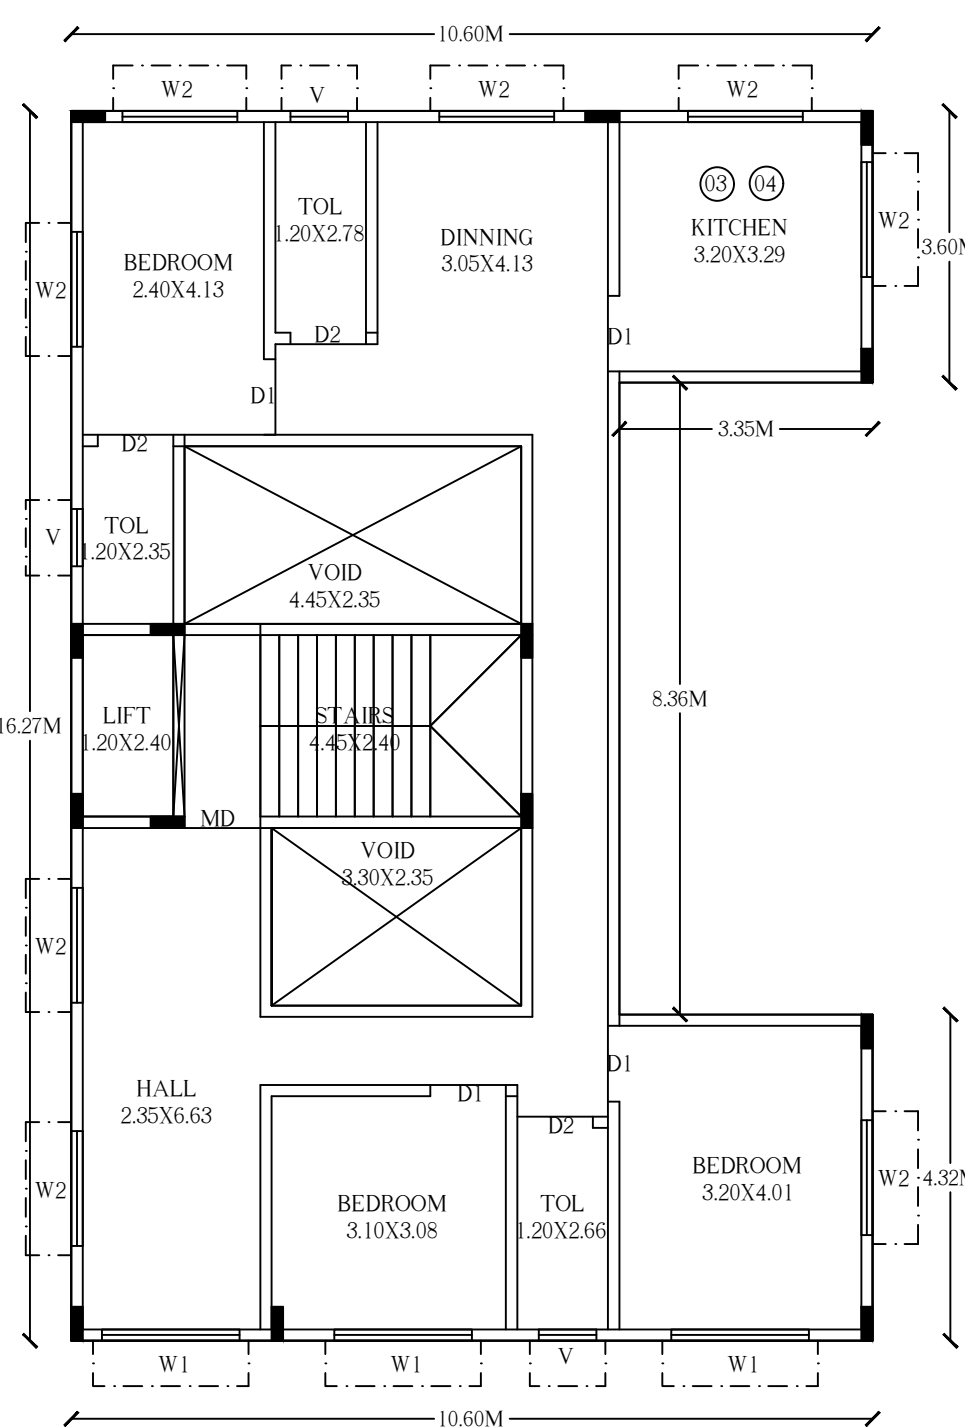 10.60M
W2
V
W2
W2
03 04
TOL
1.20X2.78
DINNING
3.05X4.13
KITCHEN
3.20X3.29
W2
3.60M
BEDROOM
2.40X4.13
W2
D2
D1
D1
3.35M
D2
V
TOL
1.20X2.35
VOID
4.45X2.35
8.36M
16.27M
LIFT
1.20X2.40
STAIRS
4.45X2.40
MD
VOID
3.30X2.35
W2
D1
HALL
2.35X6.63
D1
D2
W2
BEDROOM
3.20X4.01
W2
4.32M
BEDROOM
3.10X3.08
TOL
1.20X2.66
W1
W1
V
W1
10.60M